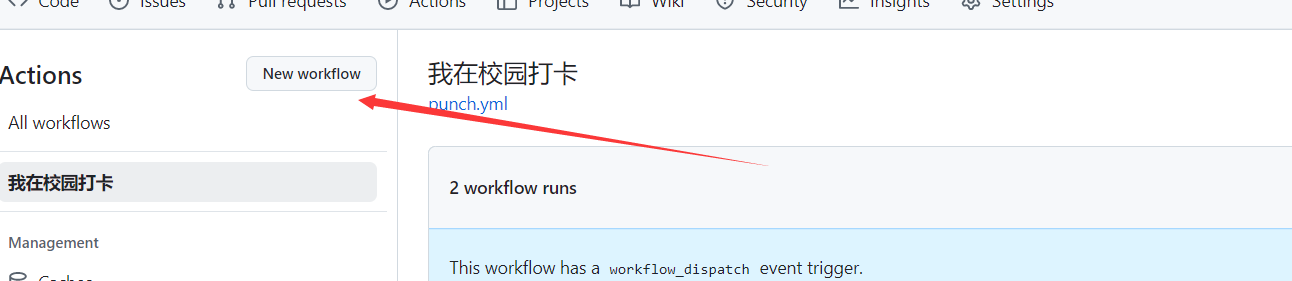 Code Issues Pull requests Actions Projects Wiki Security Insights Settings
Actions
New workflow
All workflows
我在校园打卡
Management
Caches
我在校园打卡
punch.yml
2 workflow runs
This workflow has a workflow_dispatch event trigger.